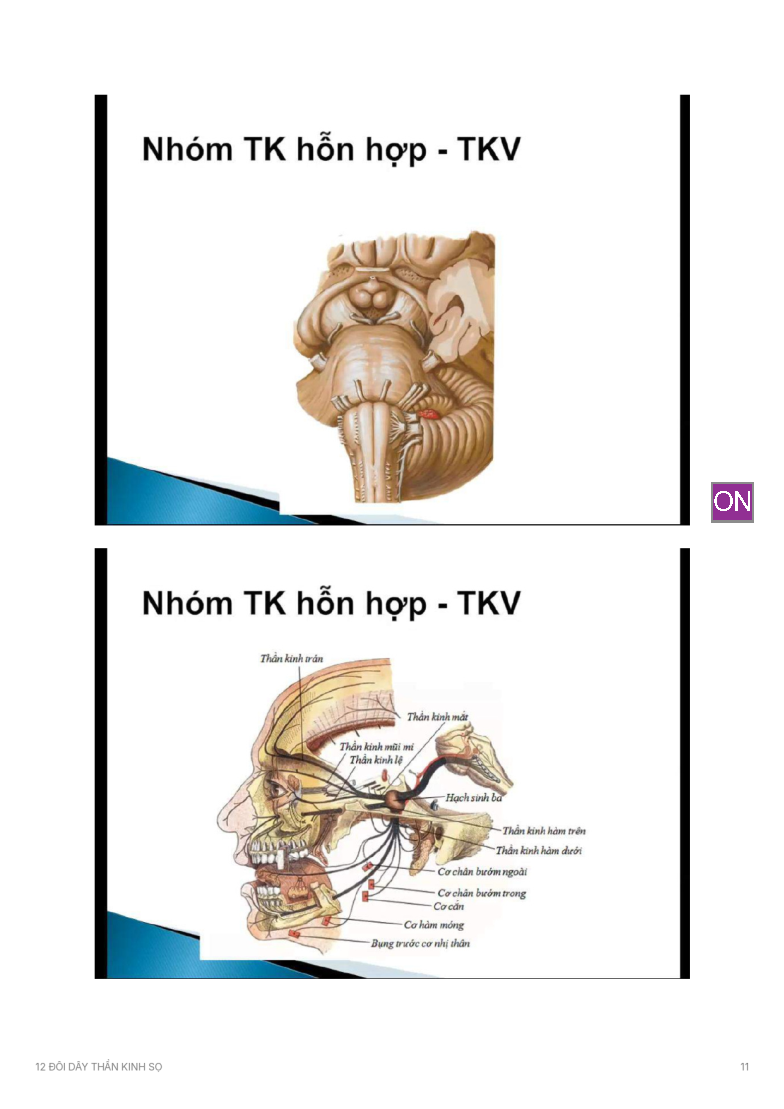 Nhóm TK hỗn hợp - TKV
ON
Nhóm TK hỗn hợp - TKV
Thần kinh trán
Thần kinh mắt
Thần kinh mũi mi
Thần kinh lệ
Hạch sinh ba
Thần kinh hàm trên
Thần kinh hàm dưới
Cơ chân bướm ngoài
Cơ chân bướm trong
Cơ cắn
Cơ hàm móng
Bụng trước cơ nhị thân
12 ĐÔI DÂY THẦN KINH SỌ
11